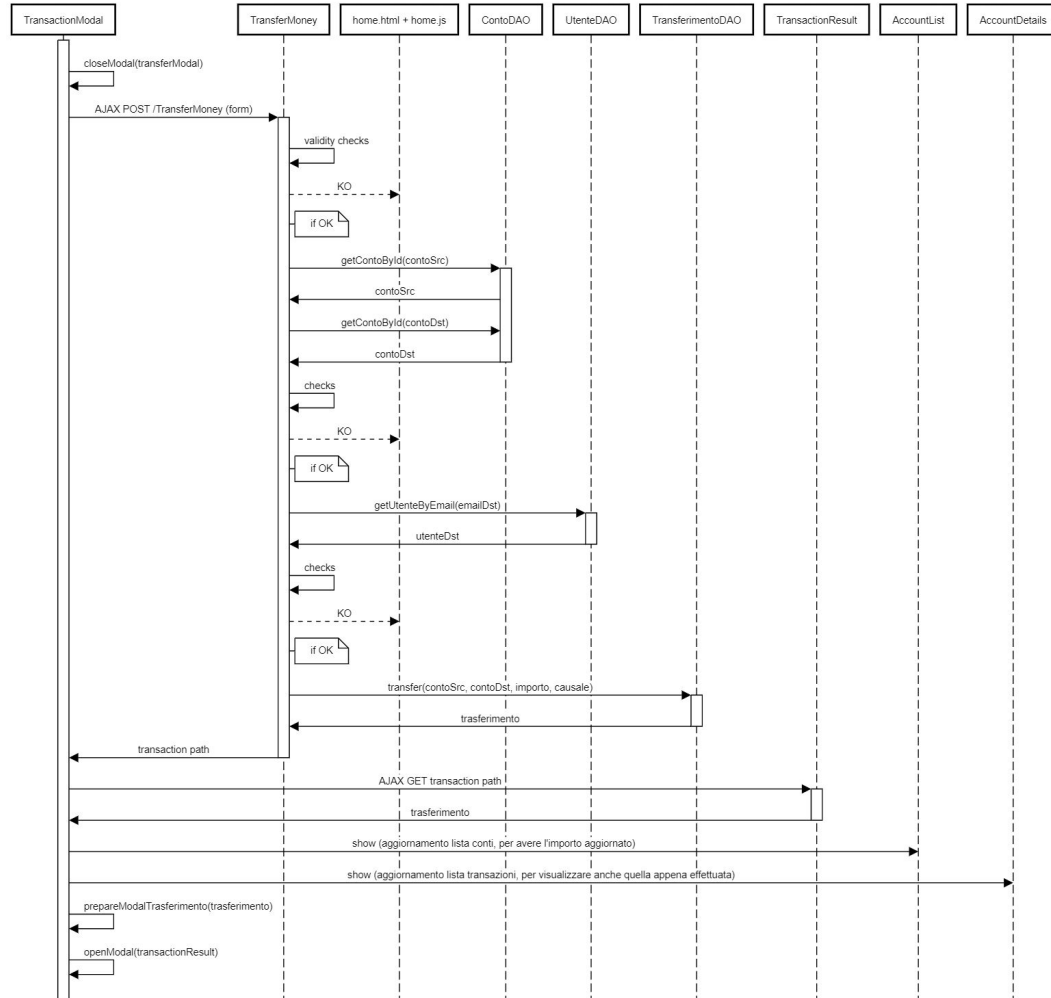 TransactionModal
TransferMoney
home.html + home.js
ContoDAO
UtenteDAO
TransferimentoDAO
TransactionResult
AccountList
AccountDetails
closeModal(transferModal)
AJAX POST /TransferMoney (form)
validity checks
KO
if OK
getContoById(contoSrc)
contoSrc
getContoById(contoDst)
contoDst
checks
KO
if OK
getUtenteByEmail(emailDst)
utenteDst
checks
KO
if OK
transfer(contoSrc, contoDst, importo, causale)
trasferimento
transaction path
AJAX GET transaction path
trasferimento
show (aggiornamento lista conti, per avere l'importo aggiornato)
show (aggiornamento lista transazioni, per visualizzare anche quella appena effettuata)
prepareModalTrasferimento(trasferimento)
openModal(transactionResult)